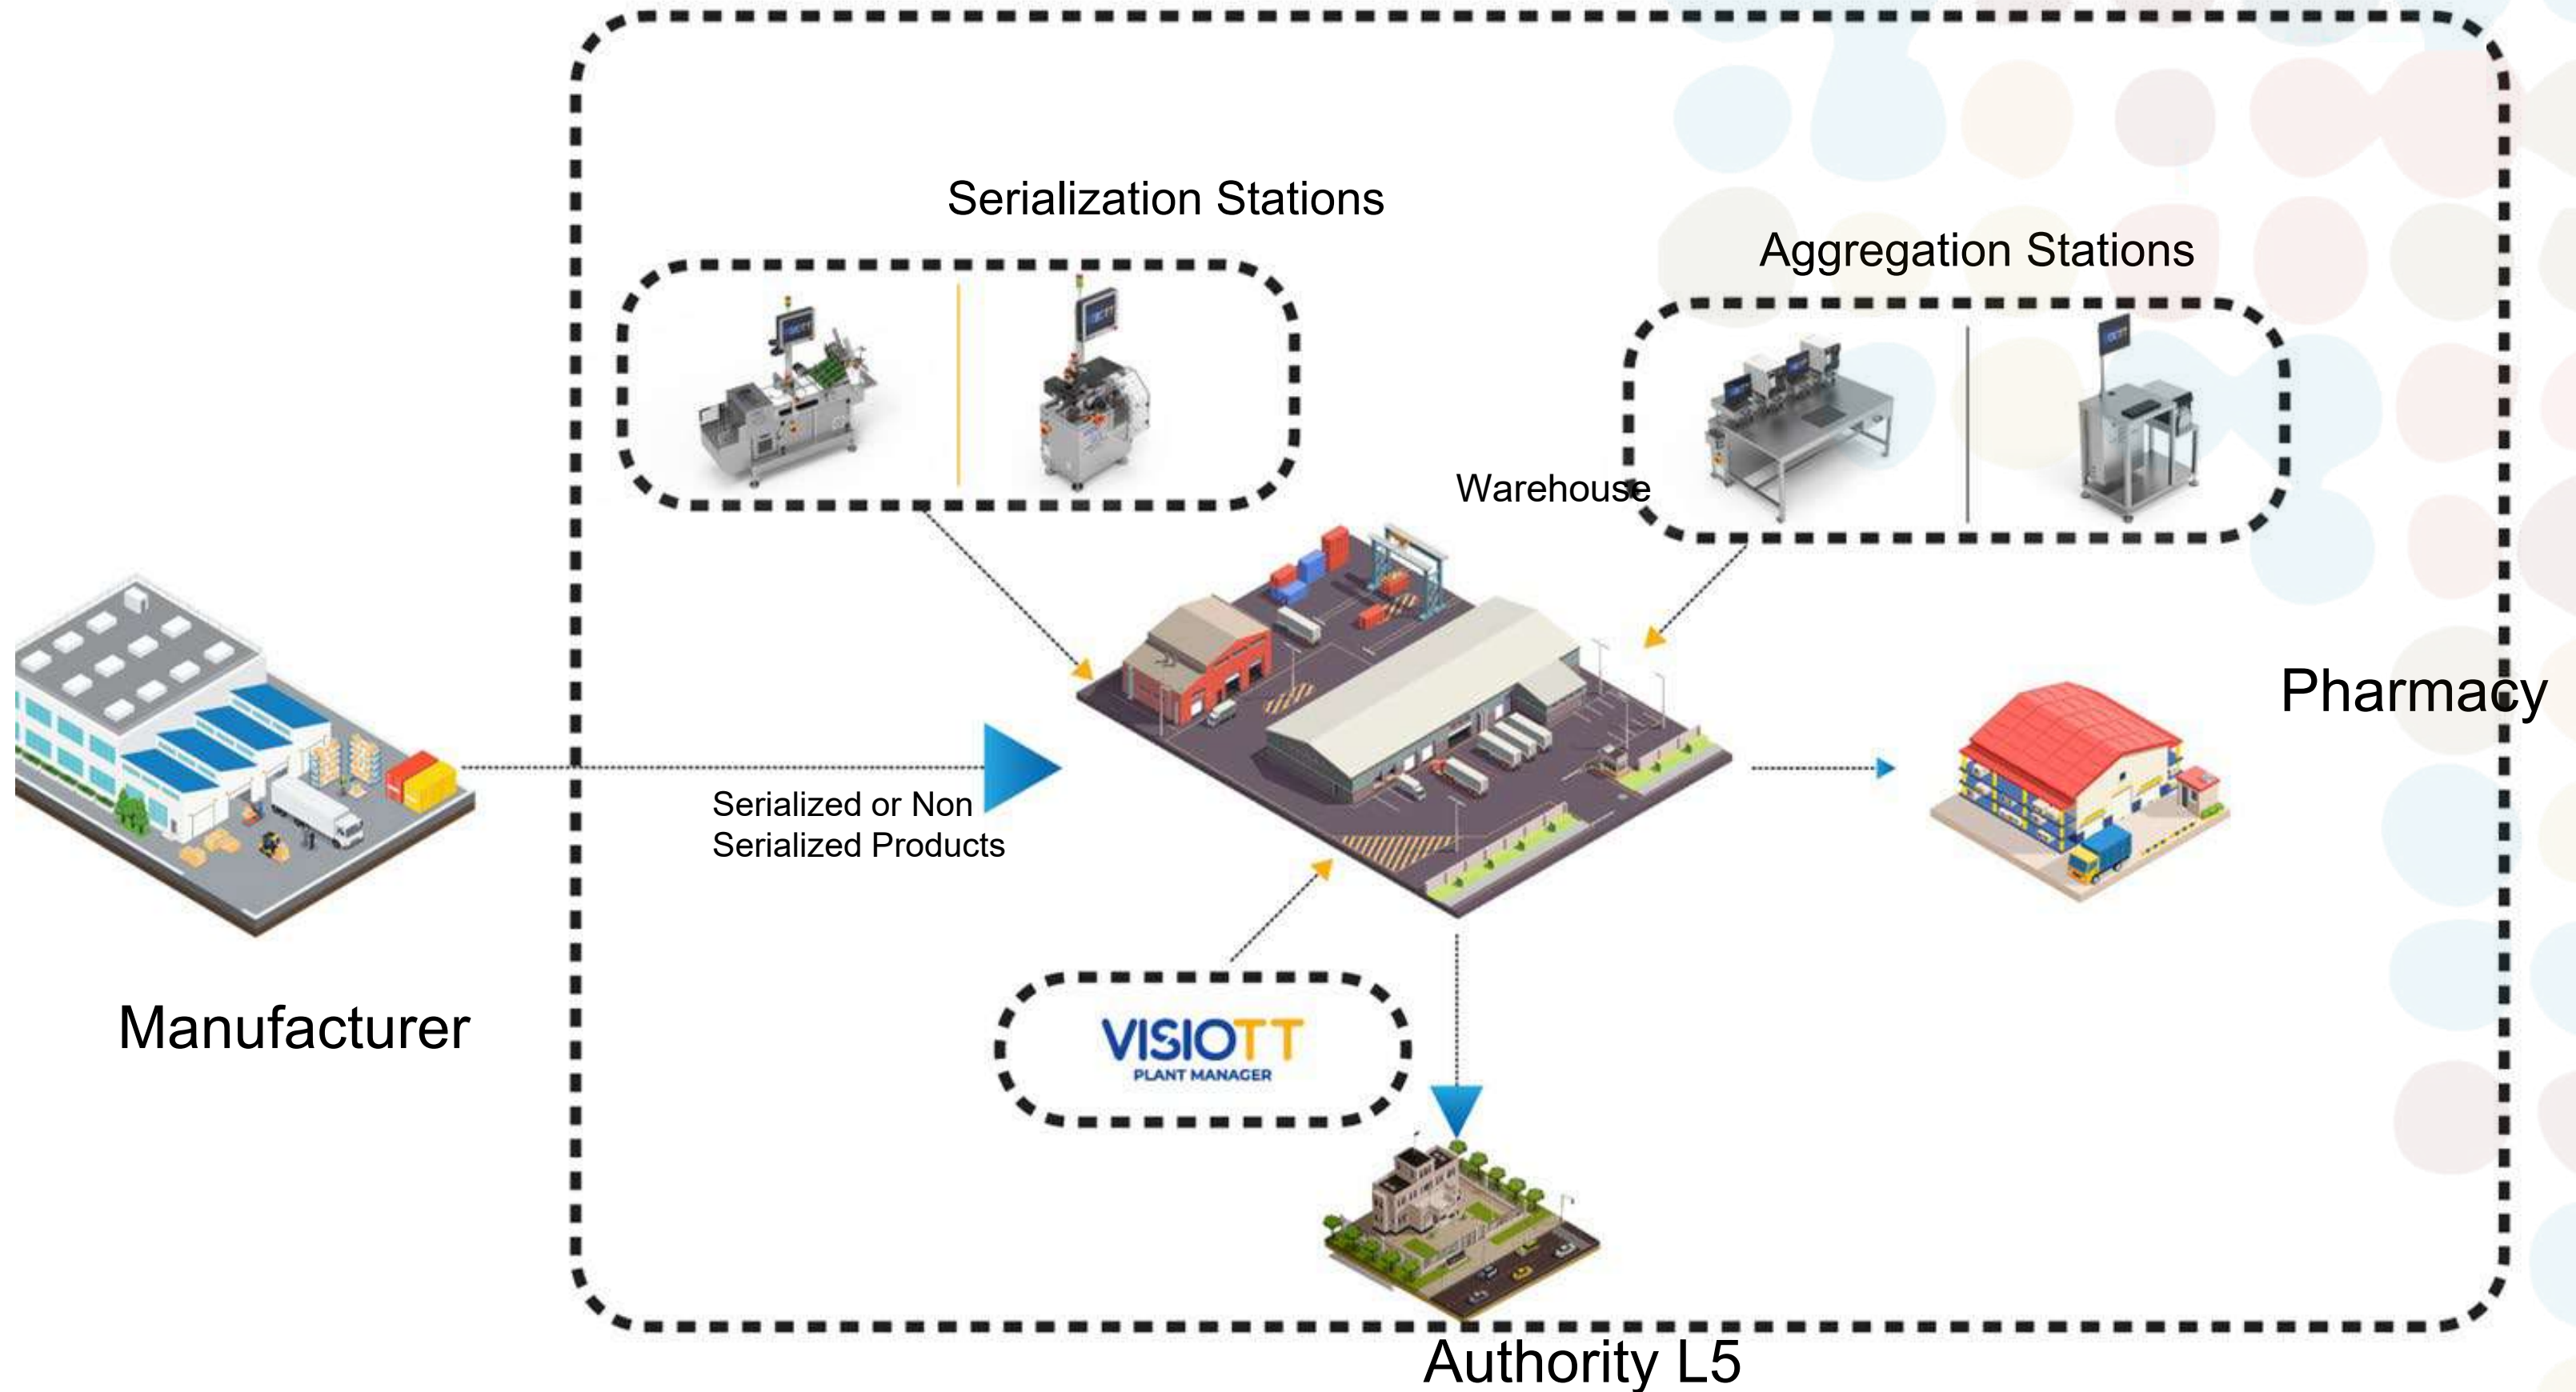 Serialization Stations
Aggregation Stations
Warehouse
Pharmacy
Serialized or Non
Serialized Products
Manufacturer
VISIOTT
PLANT MANAGER
Authority L5